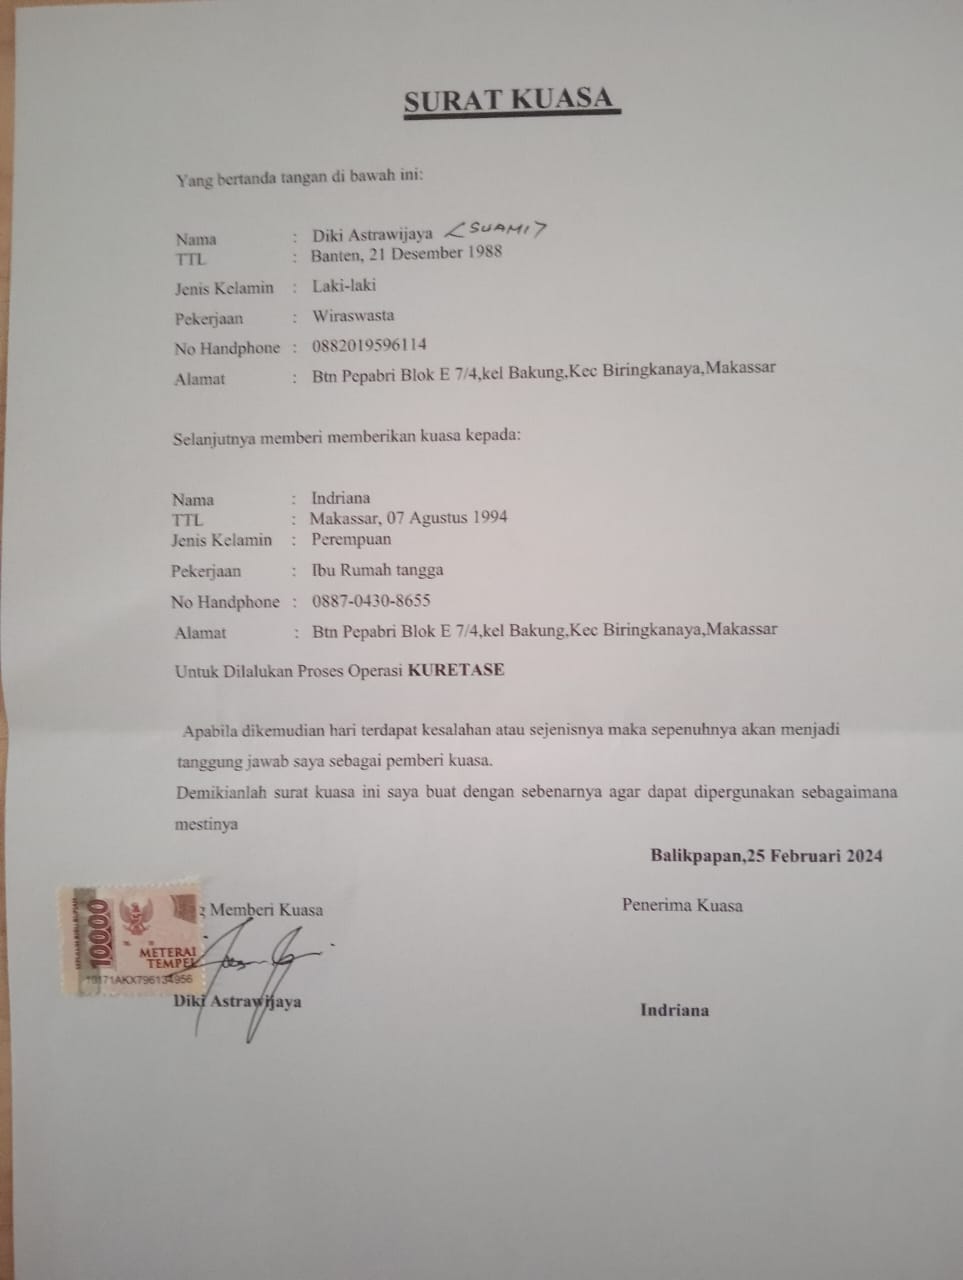 SURAT KUASA
Yang bertanda tangan di bawah ini:
Nama : Diki Astrawijaya <SUAMI>
TTL : Banten, 21 Desember 1988
Jenis Kelamin : Laki-laki
Pekerjaan : Wiraswasta
No Handphone : 0882019596114
Alamat : Btn Pepabri Blok E 7/4,kel Bakung,Kec Biringkanaya,Makassar
Selanjutnya memberi memberikan kuasa kepada:
Nama : Indriana
TTL : Makassar, 07 Agustus 1994
Jenis Kelamin : Perempuan
Pekerjaan : Ibu Rumah tangga
No Handphone : 0887-0430-8655
Alamat : Btn Pepabri Blok E 7/4,kel Bakung,Kec Biringkanaya,Makassar
Untuk Dilalukan Proses Operasi KURETASE
Apabila dikemudian hari terdapat kesalahan atau sejenisnya maka sepenuhnya akan menjadi
tanggung jawab saya sebagai pemberi kuasa.
Demikianlah surat kuasa ini saya buat dengan sebenarnya agar dapat dipergunakan sebagaimana
mestinya
Balikpapan,25 Februari 2024
Memberi Kuasa Penerima Kuasa
10000
METERAI
TEMPEL
10171AKX796134956
Diki Astrawijaya Indriana